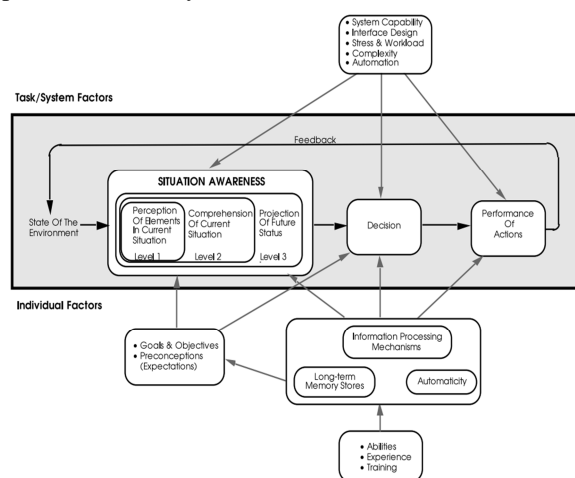 • System Capability
• Interface Design
• Stress & Workload
• Complexity
• Automation
Task/System Factors
Feedback
SITUATION AWARENESS
State Of The
Environment
Perception
Of Elements
In Current
Situation
Level 1
Comprehension
Of Current
Situation
Level 2
Projection
Of Future
Status
Level 3
Decision
Performance
Of
Actions
Individual Factors
• Goals & Objectives
• Preconceptions
(Expectations)
Information Processing
Mechanisms
Long-term
Memory Stores
Automaticity
• Abilities
• Experience
• Training